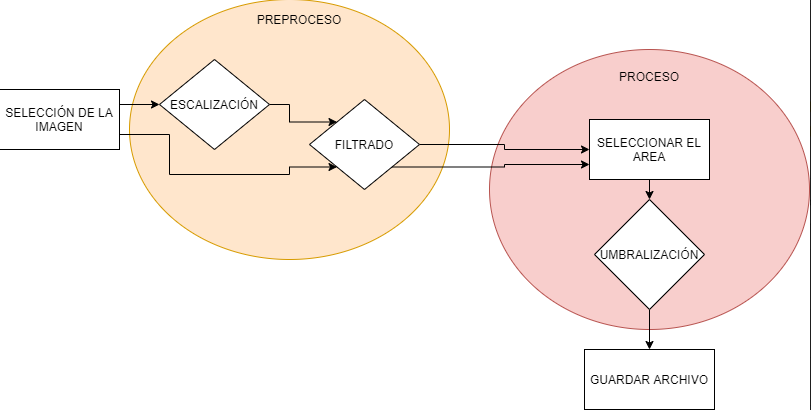 PREPROCESO
SELECCIÓN DE LA
IMAGEN
ESCALIZACIÓN
FILTRADO
PROCESO
SELECCIONAR EL
AREA
UMBRALIZACIÓN
GUARDAR ARCHIVO